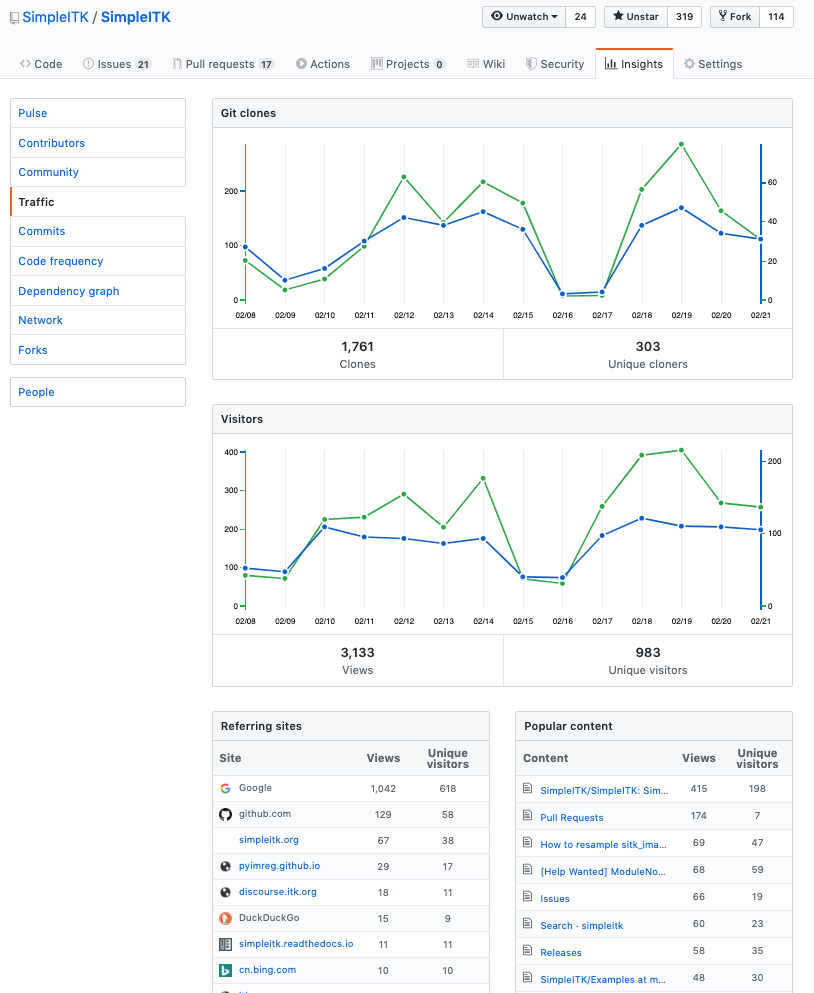 SimpleITK / SimpleITK
Unwatch 24 Unstar 319 Fork 114
Code Issues 21 Pull requests 17 Actions Projects 0 Wiki Security Insights Settings
Pulse
Contributors
Community
Traffic
Commits
Code frequency
Dependency graph
Network
Forks
People
Git clones
200
100
0
60
40
20
0
02/08 02/09 02/10 02/11 02/12 02/13 02/14 02/15 02/16 02/17 02/18 02/19 02/20 02/21
1,761 303
Clones Unique cloners
Visitors
400
300
200
100
0
200
100
0
02/08 02/09 02/10 02/11 02/12 02/13 02/14 02/15 02/16 02/17 02/18 02/19 02/20 02/21
3,133 983
Views Unique visitors
Referring sites
Site Views Unique visitors
Google 1,042 618
github.com 129 58
simpleitk.org 67 38
pyimreg.github.io 29 17
discourse.itk.org 18 11
DuckDuckGo 15 9
simpleitk.readthedocs.io 11 11
cn.bing.com 10 10
Popular content
Content Views Unique visitors
SimpleITK/SimpleITK: Sim... 415 198
Pull Requests 174 7
How to resample sitk_ima... 69 47
[Help Wanted] ModuleNo... 68 59
Issues 66 19
Search · simpleitk 60 23
Releases 58 35
SimpleITK/Examples at m... 48 30